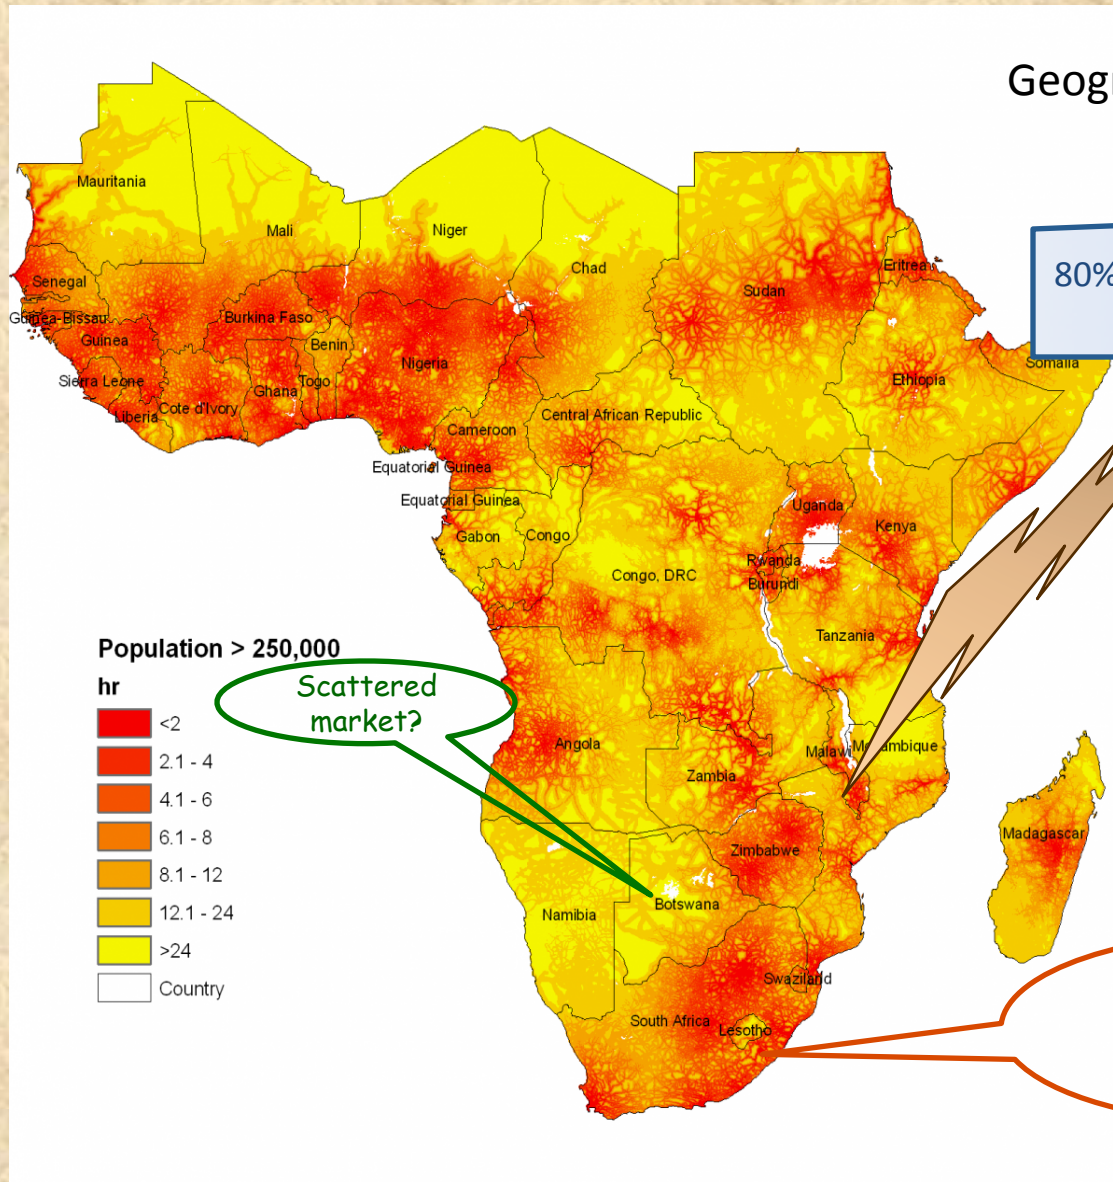 Geogr
80%
Mauritania
Mali
Niger
Chad
Sudan
Eritrea
Senegal
Guinea-Bissau
Guinea
Burkina Faso
Benin
Nigeria
Sierra Leone
Ghana
Togo
Liberia
Cote d'Ivory
Ethiopia
Somalia
Central African Republic
Cameroon
Equatorial Guinea
Equatorial Guinea
Gabon
Congo
Uganda
Kenya
Rwanda
Burundi
Congo, DRC
Tanzania
Population > 250,000
hr
<2
2.1 - 4
4.1 - 6
6.1 - 8
8.1 - 12
12.1 - 24
>24
Country
Scattered
market?
Angola
Zambia
Malawi
Mozambique
Zimbabwe
Madagascar
Namibia
Botswana
Swaziland
South Africa
Lesotho